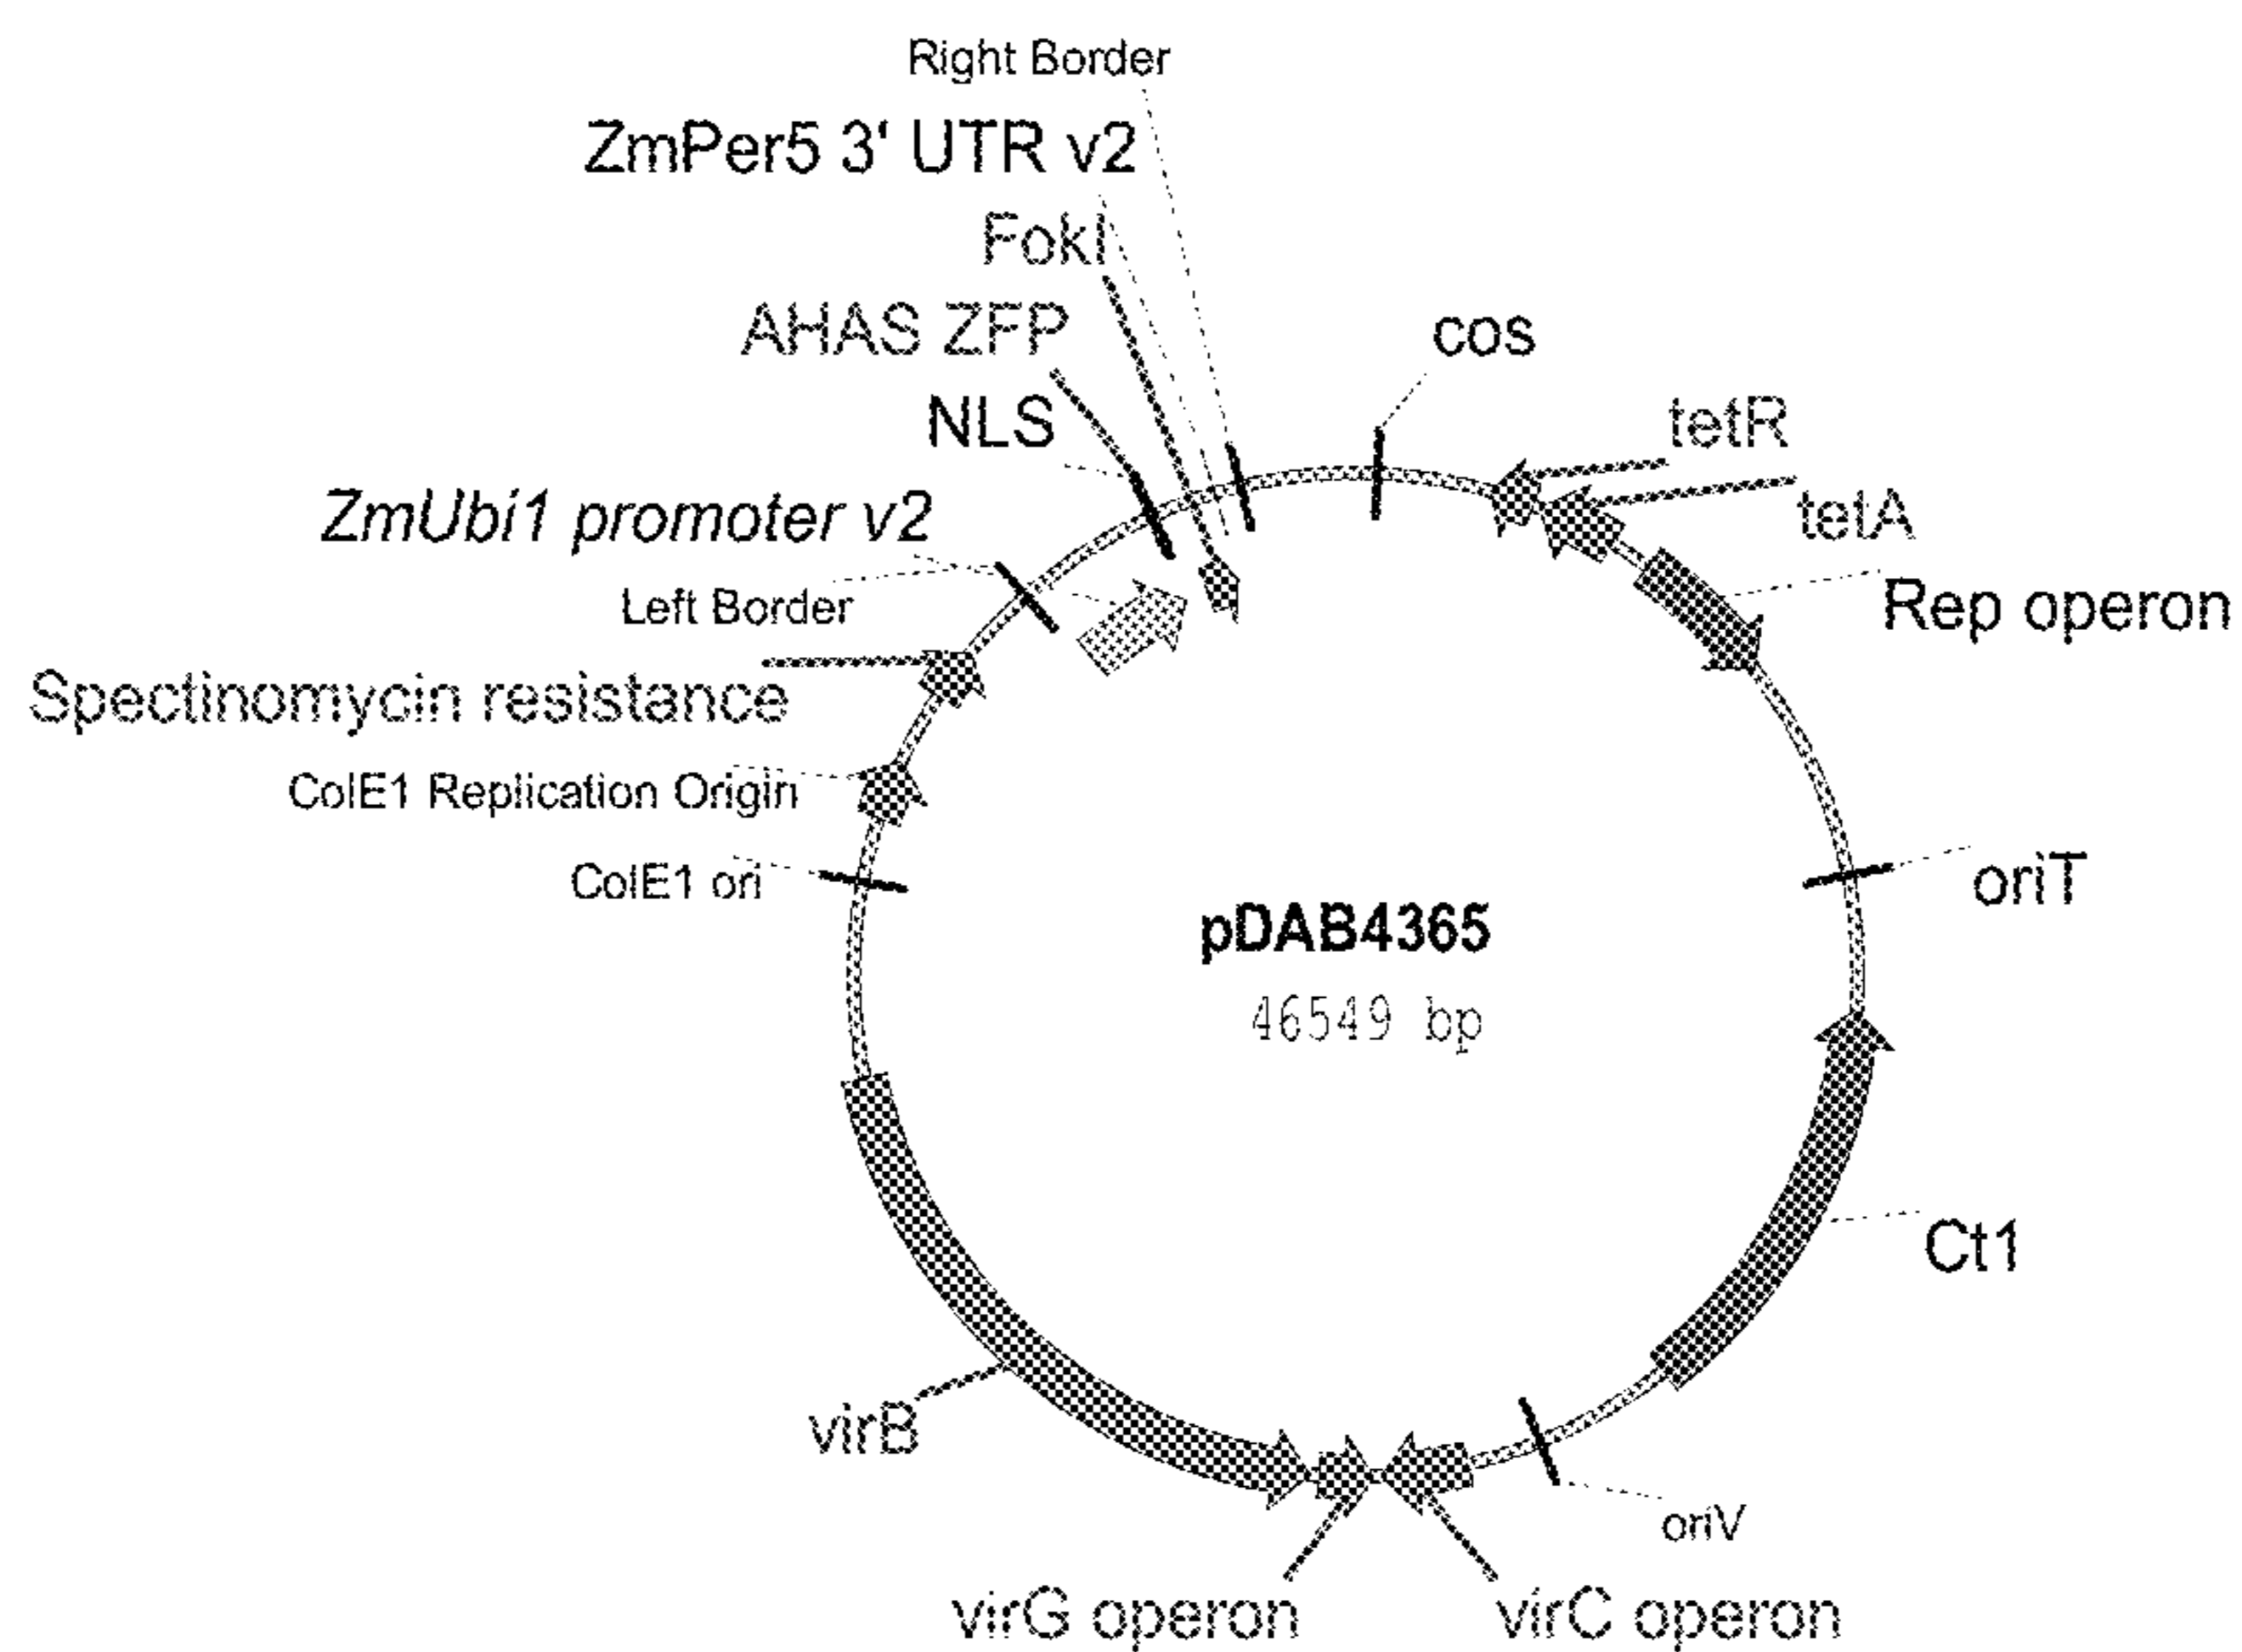 Right Border
ZmPer5 3' UTR v2
FokI
AHAS ZFP
cos
NLS
tetR
ZmUbi1 promoter v2
tetA
Left Border
Rep operon
Spectinomycin resistance
ColE1 Replication Origin
ColE1 ori
oriT
pDAB4365
46549 bp
Ct1
virB
oriV
virG operon
virC operon